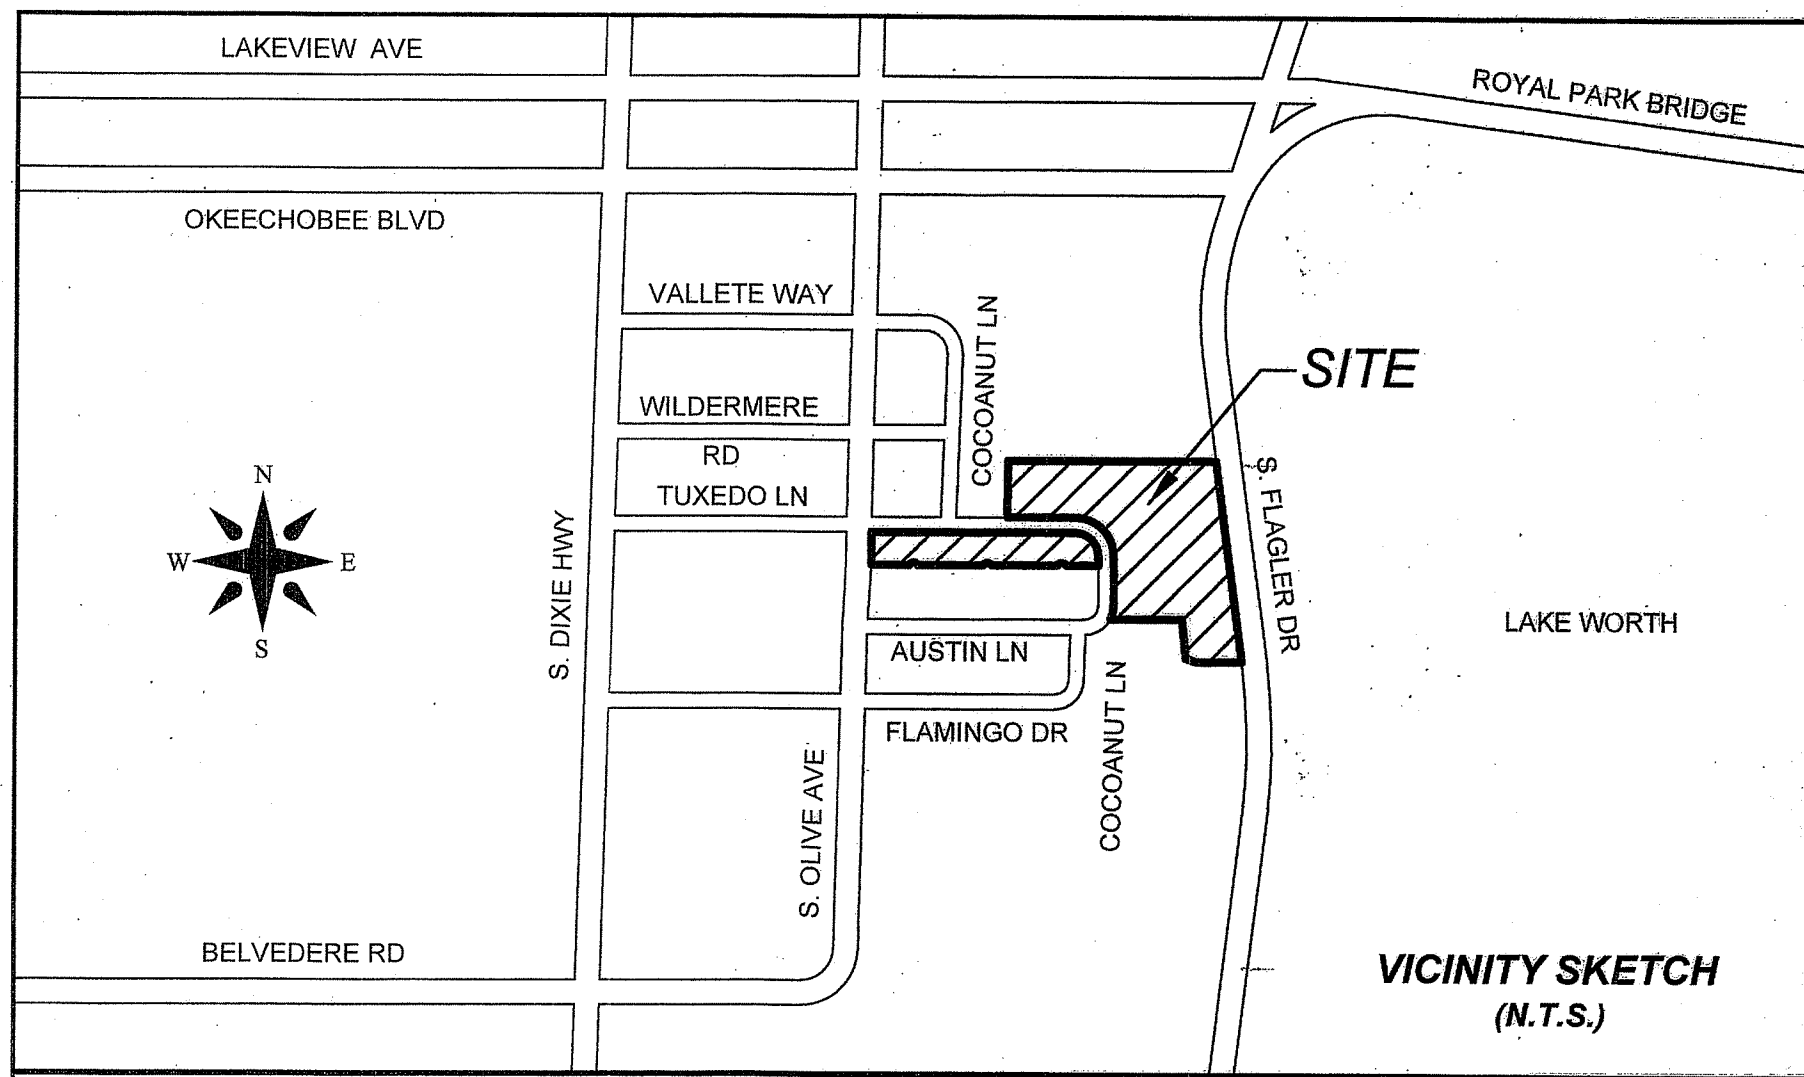 LAKEVIEW AVE
ROYAL PARK BRIDGE
OKEECHOBEE BLVD
VALLETE WAY
COCOANUT LN
SITE
WILDERMERE
RD
TUXEDO LN
N
W
E
S
S. DIXIE HWY
S. FLAGLER DR
LAKE WORTH
AUSTIN LN
FLAMINGO DR
COCOANUT LN
S. OLIVE AVE
BELVEDERE RD
VICINITY SKETCH
(N.T.S.)